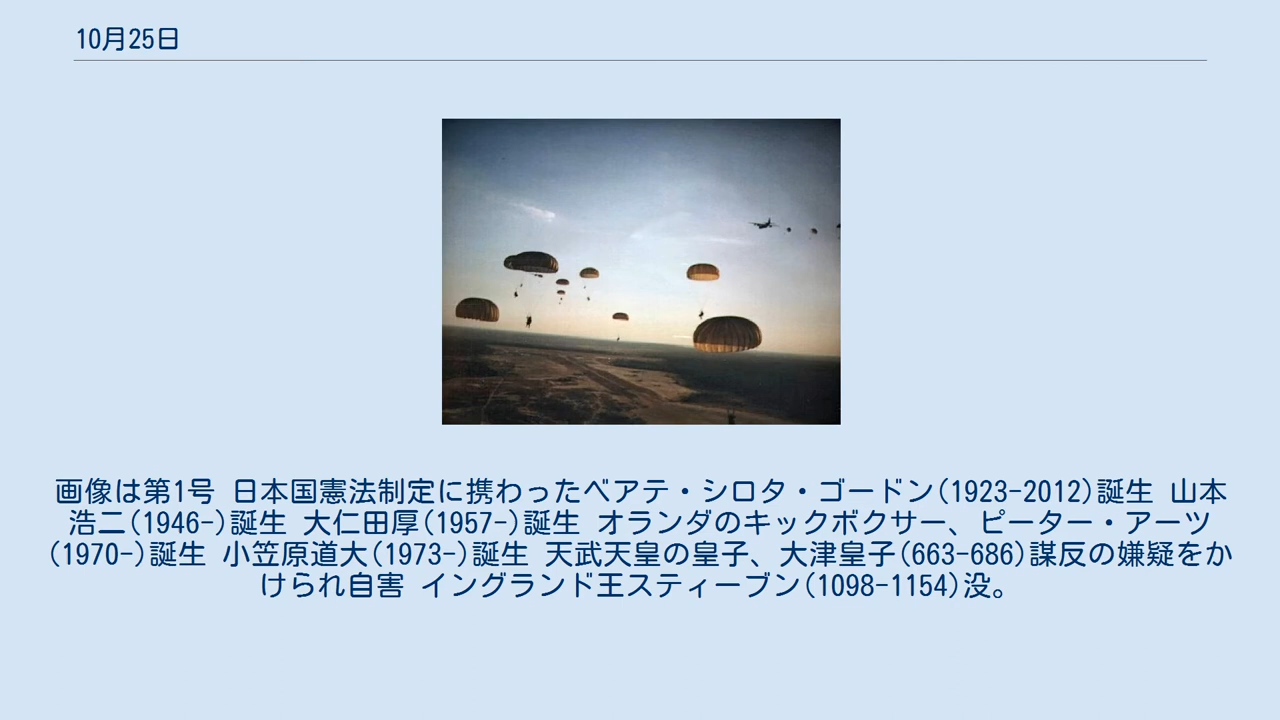 10月25日
画像は第1号 日本国憲法制定に携わったベアテ・シロタ・ゴードン(1923-2012)誕生 山本
浩二(1946-)誕生 大仁田厚(1957-)誕生 オランダのキックボクサー、ピーター・アーツ
(1970-)誕生 小笠原道大(1973-)誕生 天武天皇の皇子、大津皇子(663-686)謀反の嫌疑をか
けられ自害 イングランド王スティーブン(1098-1154)没。